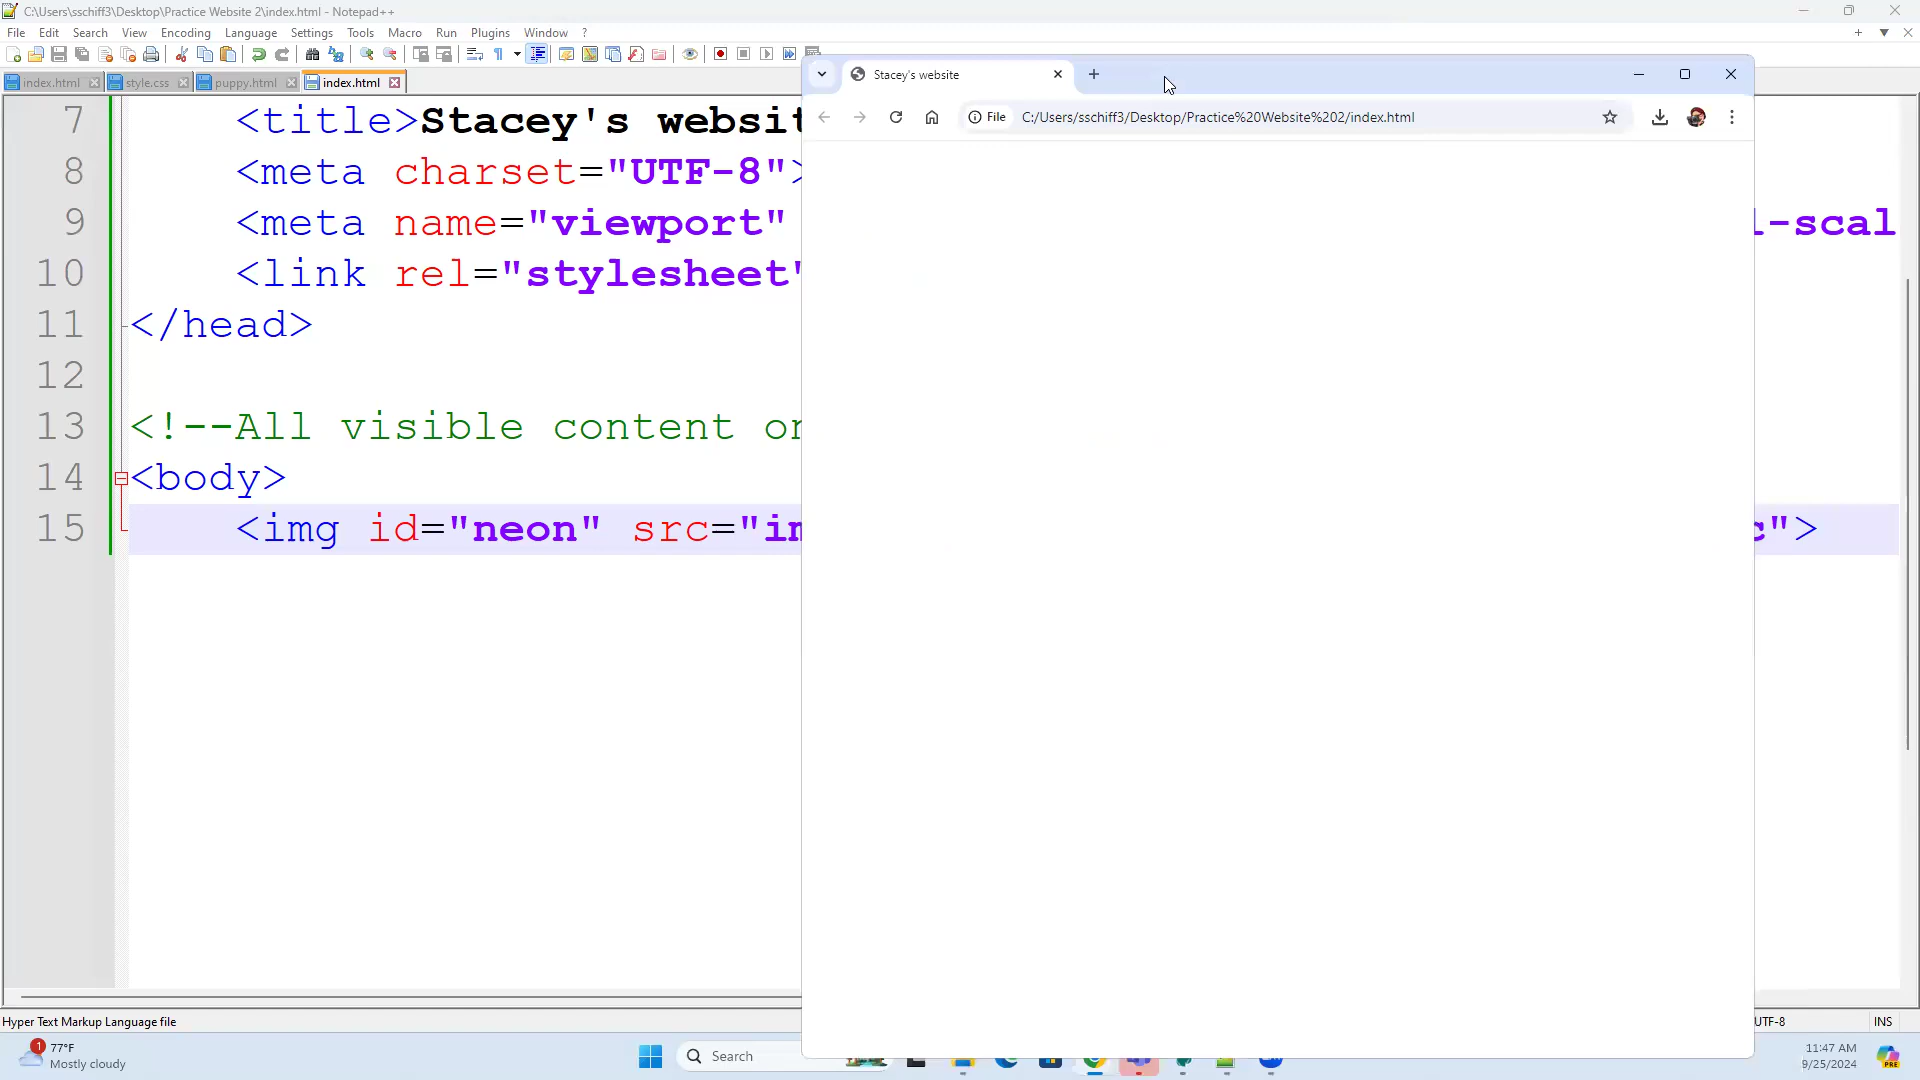 C:\Users\sschiff3\Desktop\Practice Website 2\index.html - Notepad++
File Edit Search View Encoding Language Settings Tools Macro Run Plugins Window ?
index.html style.css puppy.html index.html
Stacey's website
File C:/Users/sschiff3/Desktop/Practice%20Website%202/index.html
7 <title>Stacey's websit
8 <meta charset="UTF-8">
9 <meta name="viewport" l-scal
10 <link rel="stylesheet"
11 </head>
12
13 <!--All visible content
14 <body>
15 <img id="neon" src="im c">
Hyper Text Markup Language file UTF-8 INS
1 77°F
Mostly cloudy
Search
11:47 AM
9/25/2024
PRE